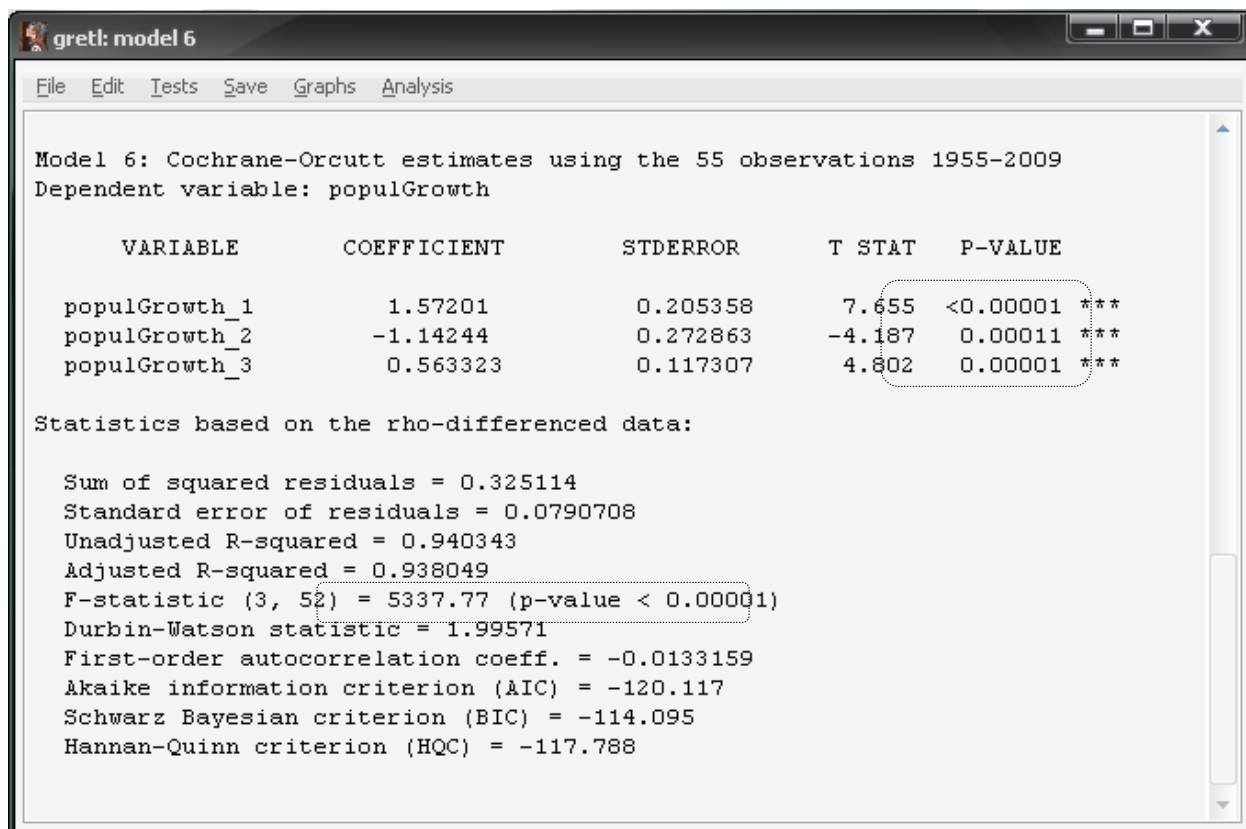 gretl: model 6
File Edit Tests Save Graphs Analysis
Model 6: Cochrane-Orcutt estimates using the 55 observations 1955-2009
Dependent variable: populGrowth
VARIABLE COEFFICIENT STDERROR T STAT P-VALUE
populGrowth_1 1.57201 0.205358 7.655 <0.00001 ***
populGrowth_2 -1.14244 0.272863 -4.187 0.00011 ***
populGrowth_3 0.563323 0.117307 4.802 0.00001 ***
Statistics based on the rho-differenced data:
Sum of squared residuals = 0.325114
Standard error of residuals = 0.0790708
Unadjusted R-squared = 0.940343
Adjusted R-squared = 0.938049
F-statistic (3, 52) = 5337.77 (p-value < 0.00001)
Durbin-Watson statistic = 1.99571
First-order autocorrelation coeff. = -0.0133159
Akaike information criterion (AIC) = -120.117
Schwarz Bayesian criterion (BIC) = -114.095
Hannan-Quinn criterion (HQC) = -117.788